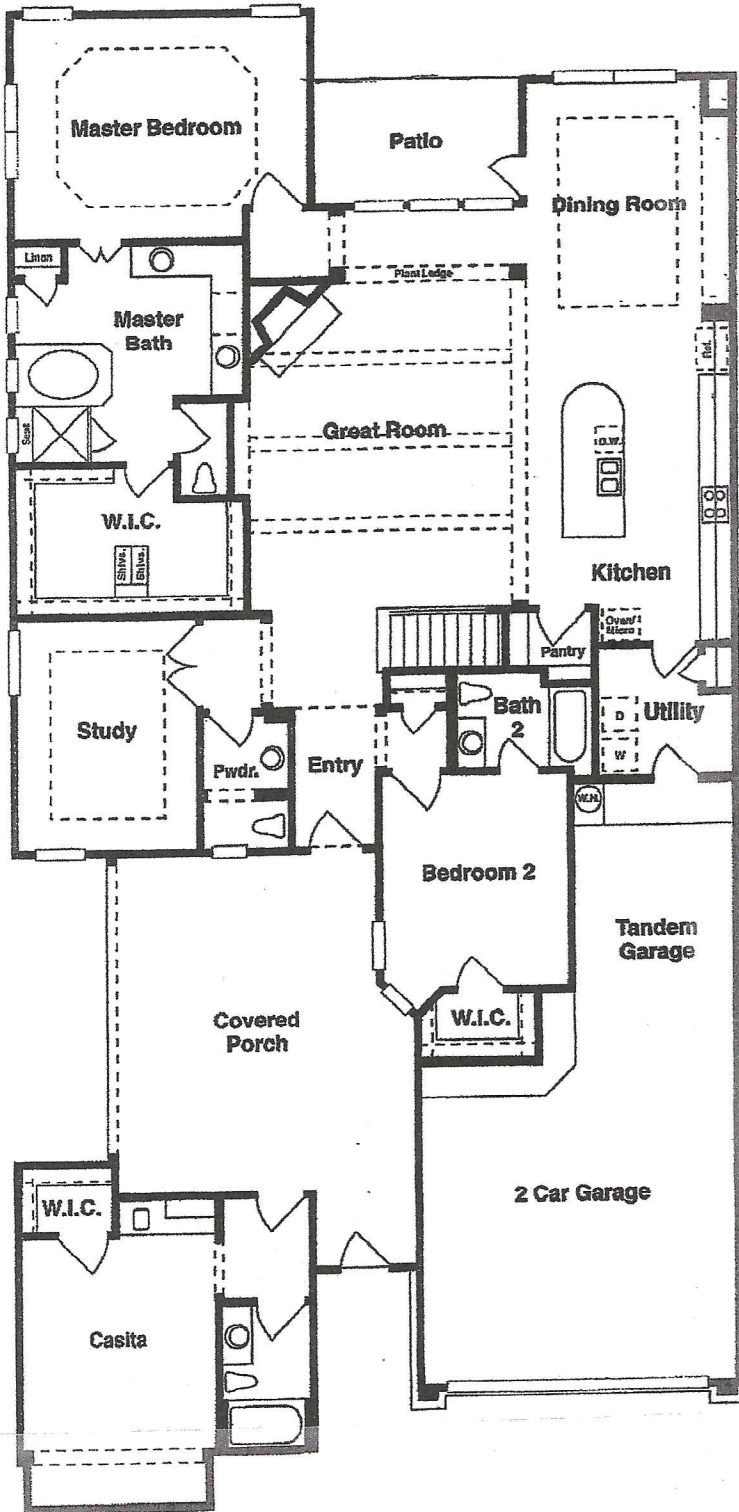 Master Bedroom
Patio
Dining Room
Linen
Plant Ledge
Master
Bath
Ref.
Seat
Great Room
D.W.
W.I.C.
Shlvs.
Shlvs.
Kitchen
Oven/
Micro
Pantry
Study
Bath
2
Utility
D
Pwdr.
Entry
W
W.H.
Bedroom 2
Tandem
Garage
Covered
Porch
W.I.C.
W.I.C.
2 Car Garage
Casita